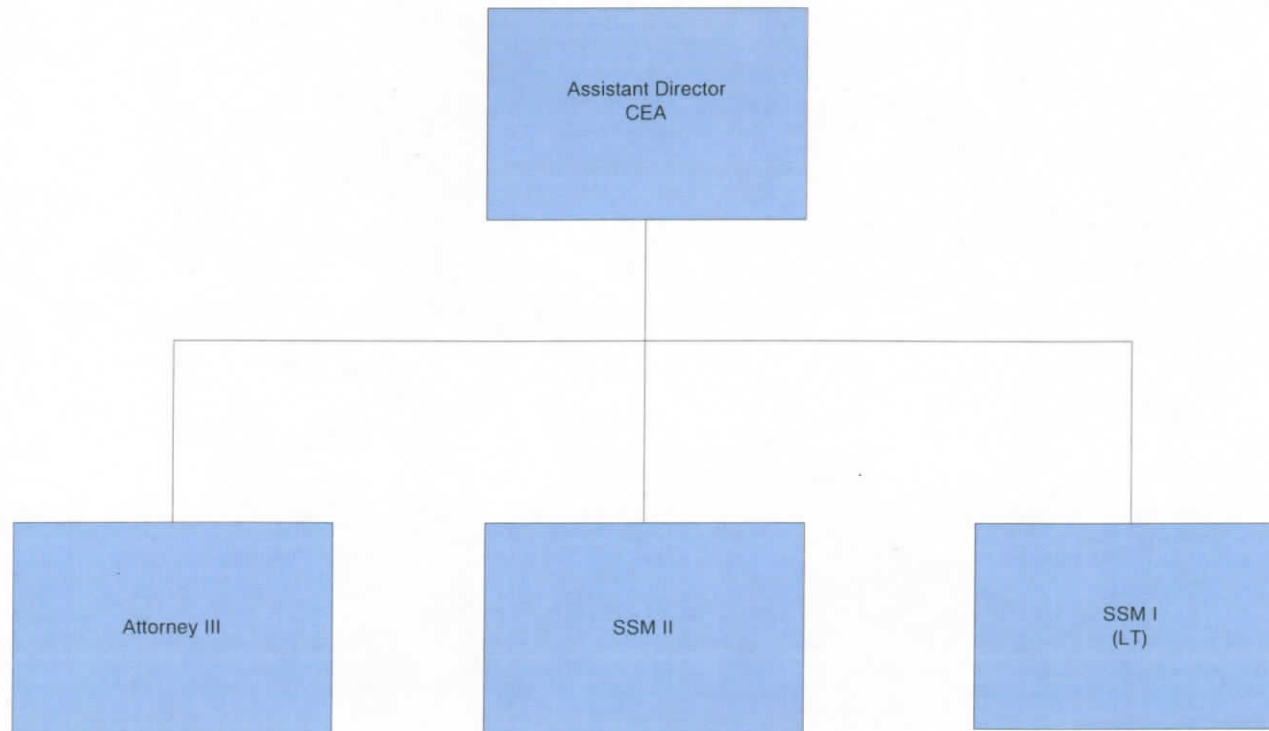 Assistant Director
CEA
Attorney III
SSM II
SSM I
(LT)